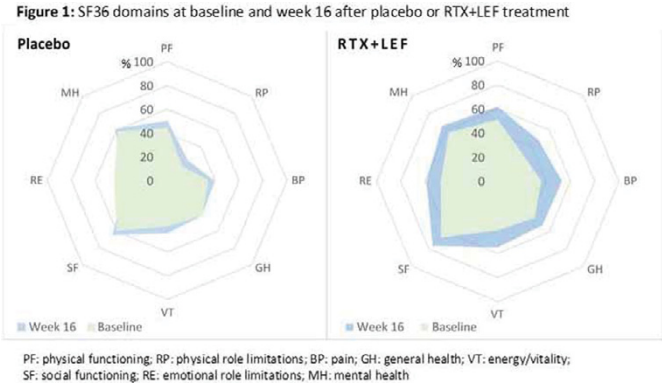 Figure 1: SF36 domains at baseline and week 16 after placebo or RTX+LEF treatment
Placebo
PF
% 100
80
60
40
20
0
MH
RP
RE
BP
SF
GH
VT
Week 16 Baseline
RTX+LEF
PF
% 100
80
60
40
20
0
MH
RP
RE
BP
SF
GH
VT
Week 16 Baseline
PF: physical functioning; RP: physical role limitations; BP: pain; GH: general health; VT: energy/vitality;
SF: social functioning; RE: emotional role limitations; MH: mental health